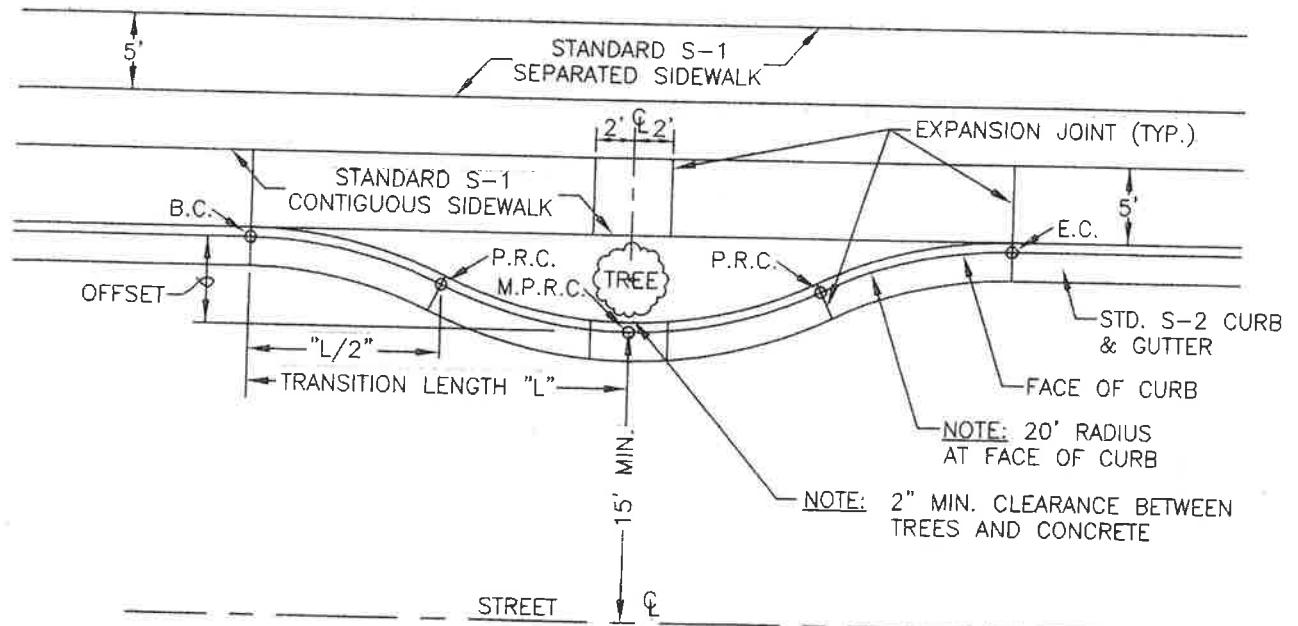 5'
STANDARD S-1
SEPARATED SIDEWALK
2' ℄ 2'
EXPANSION JOINT (TYP.)
STANDARD S-1
CONTIGUOUS SIDEWALK
B.C.
5'
E.C.
P.R.C.
P.R.C.
TREE
M.P.R.C.
OFFSET
STD. S-2 CURB
& GUTTER
"L/2"
TRANSITION LENGTH "L"
FACE OF CURB
NOTE: 20' RADIUS
AT FACE OF CURB
15' MIN.
NOTE: 2" MIN. CLEARANCE BETWEEN
TREES AND CONCRETE
STREET ℄